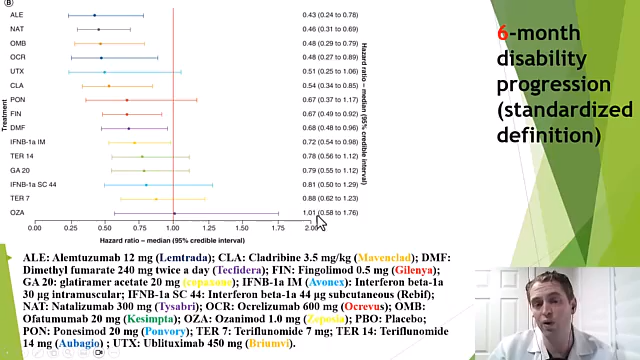 B
ALE 0.43 (0.24 to 0.78)
NAT 0.46 (0.31 to 0.69)
OMB 0.48 (0.29 to 0.79)
OCR 0.48 (0.27 to 0.89)
UTX 0.51 (0.25 to 1.06)
CLA 0.54 (0.34 to 0.85)
PON 0.67 (0.37 to 1.17)
FIN 0.67 (0.49 to 0.92)
DMF 0.68 (0.48 to 0.96)
IFNB-1a IM 0.72 (0.54 to 0.98)
TER 14 0.78 (0.56 to 1.12)
GA 20 0.79 (0.55 to 1.12)
IFNB-1a SC 44 0.81 (0.50 to 1.29)
TER 7 0.88 (0.62 to 1.23)
OZA 1.01 (0.58 to 1.76)
Treatment
Hazard ratio – median (95% credible interval)
0.00 0.25 0.50 0.75 1.00 1.25 1.50 1.75 2.00
Hazard ratio – median (95% credible interval)
6-month
disability
progression
(standardized
definition)
ALE: Alemtuzumab 12 mg (Lemtrada); CLA: Cladribine 3.5 mg/kg (Mavenclad); DMF:
Dimethyl fumarate 240 mg twice a day (Tecfidera); FIN: Fingolimod 0.5 mg (Gilenya);
GA 20: glatiramer acetate 20 mg (copaxone); IFNB-1a IM (Avonex): Interferon beta-1a
30 µg intramuscular; IFNB-1a SC 44: Interferon beta-1a 44 µg subcutaneous (Rebif);
NAT: Natalizumab 300 mg (Tysabri); OCR: Ocrelizumab 600 mg (Ocrevus); OMB:
Ofatumumab 20 mg (Kesimpta); OZA: Ozanimod 1.0 mg (Zeposia); PBO: Placebo;
PON: Ponesimod 20 mg (Ponvory); TER 7: Teriflunomide 7 mg; TER 14: Teriflunomide
14 mg (Aubagio) ; UTX: Ublituximab 450 mg (Briumvi).